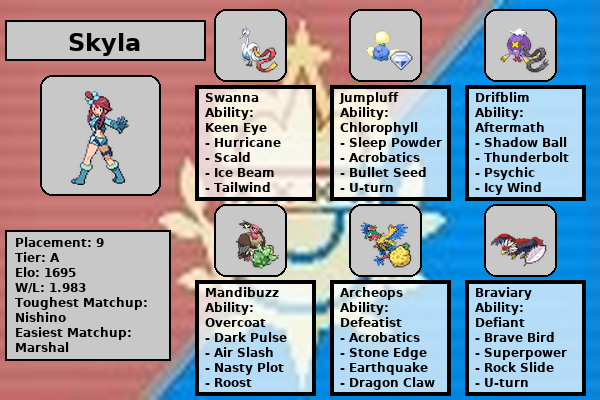 Skyla
Swanna
Ability:
Keen Eye
- Hurricane
- Scald
- Ice Beam
- Tailwind
Jumpluff
Ability:
Chlorophyll
- Sleep Powder
- Acrobatics
- Bullet Seed
- U-turn
Drifblim
Ability:
Aftermath
- Shadow Ball
- Thunderbolt
- Psychic
- Icy Wind
Placement: 9
Tier: A
Elo: 1695
W/L: 1.983
Toughest Matchup:
Nishino
Easiest Matchup:
Marshal
Mandibuzz
Ability:
Overcoat
- Dark Pulse
- Air Slash
- Nasty Plot
- Roost
Archeops
Ability:
Defeatist
- Acrobatics
- Stone Edge
- Earthquake
- Dragon Claw
Braviary
Ability:
Defiant
- Brave Bird
- Superpower
- Rock Slide
- U-turn